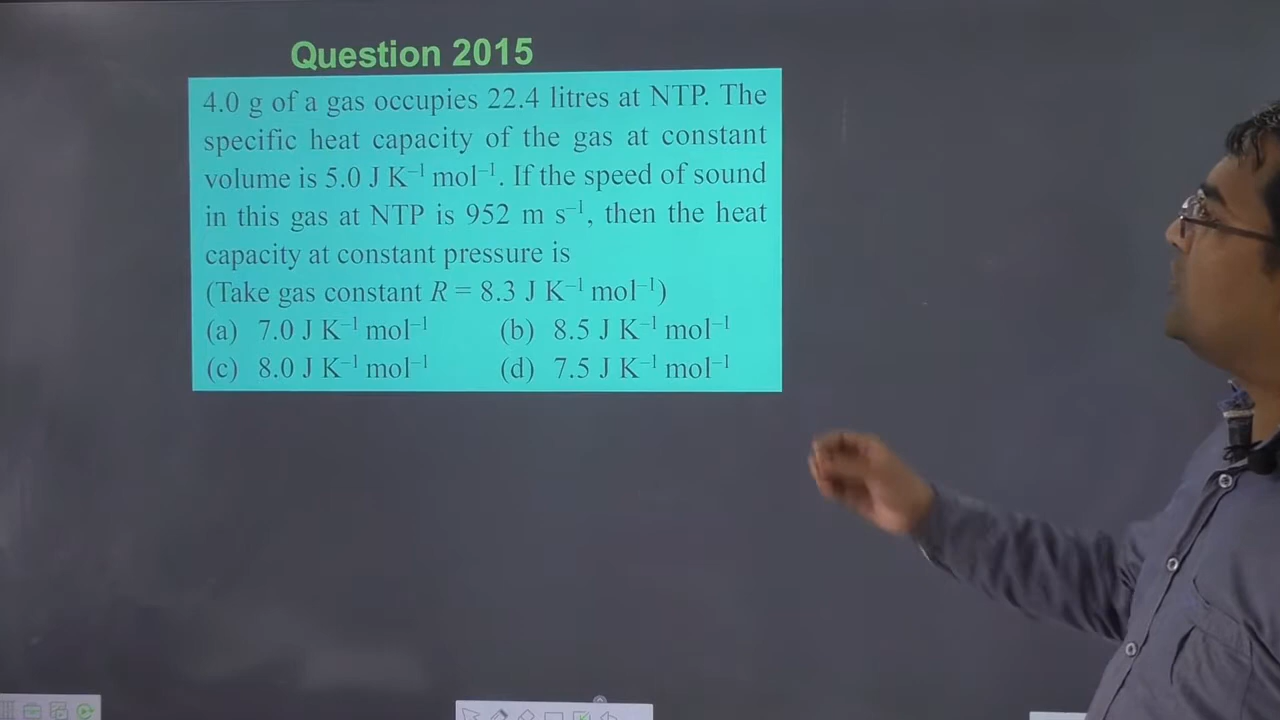 Question 2015
4.0 g of a gas occupies 22.4 litres at NTP. The
specific heat capacity of the gas at constant
volume is 5.0 J K⁻¹ mol⁻¹. If the speed of sound
in this gas at NTP is 952 m s⁻¹, then the heat
capacity at constant pressure is
(Take gas constant R = 8.3 J K⁻¹ mol⁻¹)
(a) 7.0 J K⁻¹ mol⁻¹ (b) 8.5 J K⁻¹ mol⁻¹
(c) 8.0 J K⁻¹ mol⁻¹ (d) 7.5 J K⁻¹ mol⁻¹